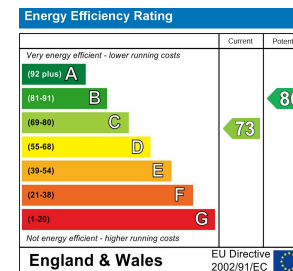 Energy Efficiency Rating
Current
Very energy efficient - lower running costs
(92 plus) A
(81-91) B
(69-80) C
73
(55-68) D
(39-54) E
(21-38) F
(1-20) G
Not energy efficient - higher running costs
England & Wales
EU Directive
2002/91/EC